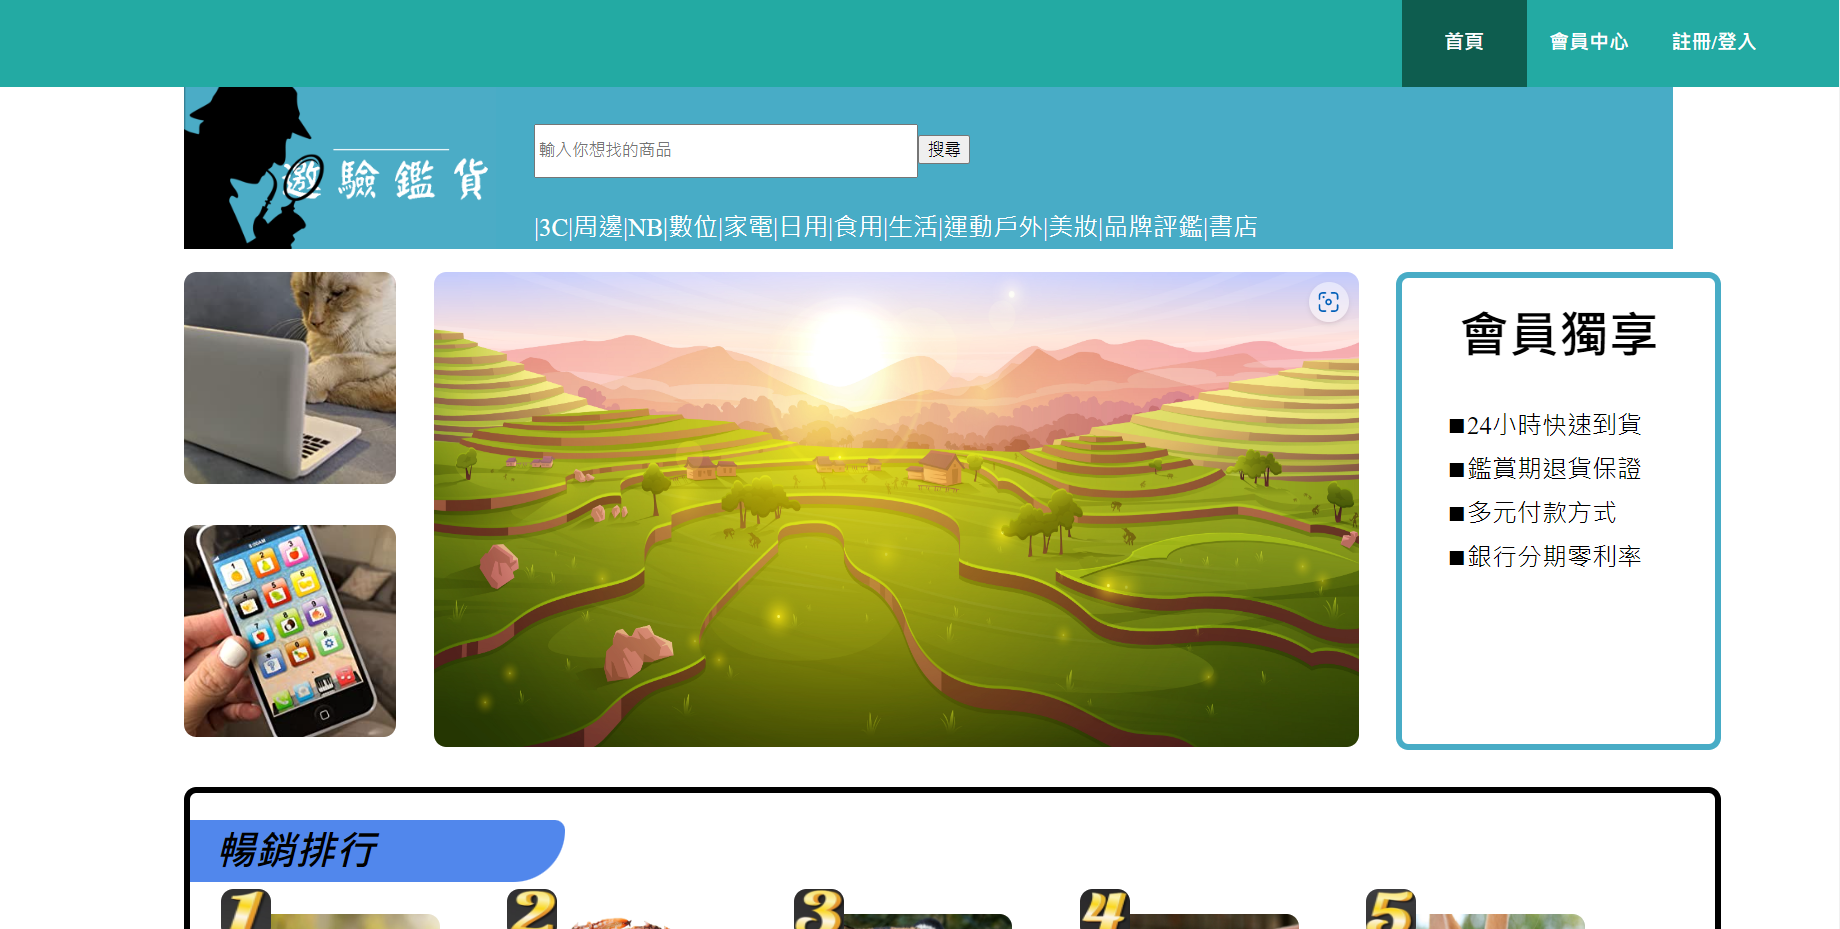 首頁 會員中心 註冊/登入
邀驗鑑貨
輸入你想找的商品 搜尋
|3C|周邊|NB|數位|家電|日用|食用|生活|運動戶外|美妝|品牌評鑑|書店
會員獨享
■24小時快速到貨
■鑑賞期退貨保證
■多元付款方式
■銀行分期零利率
暢銷排行
1 2 3 4 5